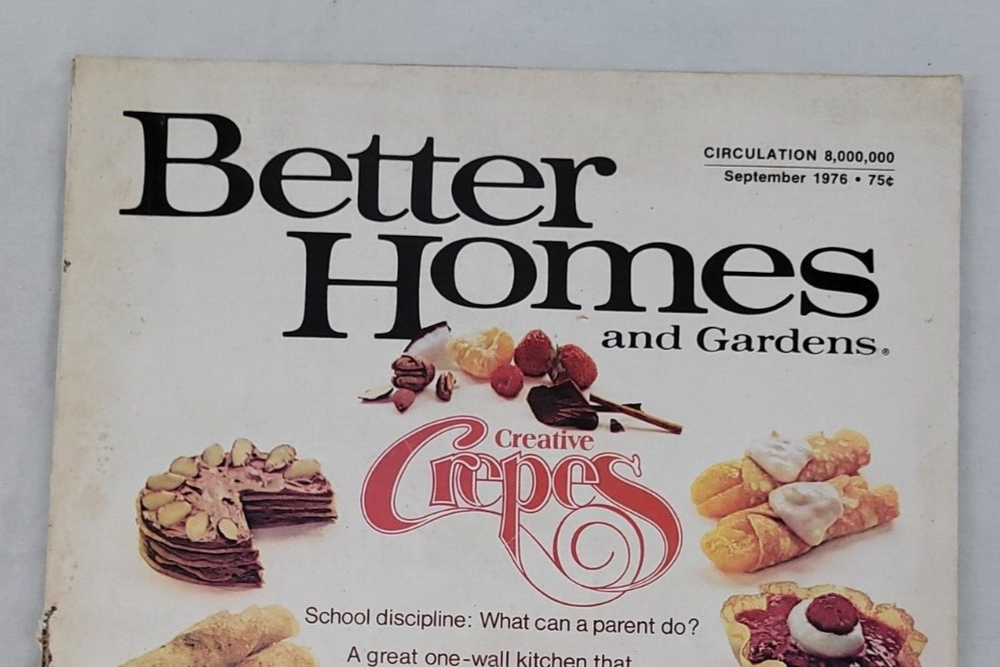 Better
Homes
and Gardens®
CIRCULATION 8,000,000
September 1976 • 75¢
Creative
Crepes
School discipline: What can a parent do?
A great one-wall kitchen that